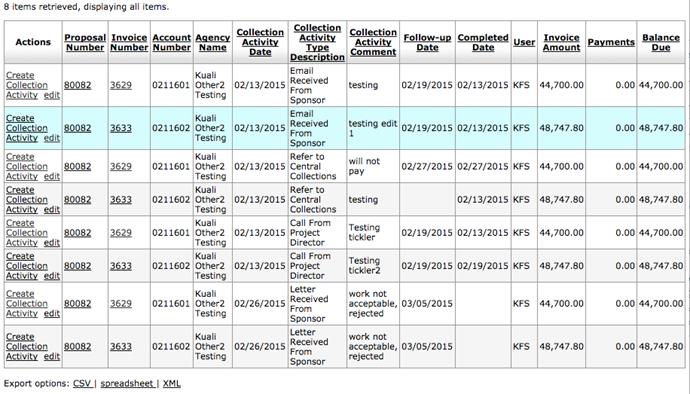 8 items retrieved, displaying all items.
Actions Proposal Number Invoice Number Account Number Agency Name Collection Activity Date Collection Activity Type Description Collection Activity Comment Follow-up Date Completed Date User Invoice Amount Payments Balance Due
Create Collection Activity edit 80082 3629 0211601 Kuali Other2 Testing 02/13/2015 Email Received From Sponsor testing 02/19/2015 02/13/2015 KFS 44,700.00 0.00 44,700.00
Create Collection Activity edit 80082 3633 0211602 Kuali Other2 Testing 02/13/2015 Email Received From Sponsor testing edit 1 02/19/2015 02/13/2015 KFS 48,747.80 0.00 48,747.80
Create Collection Activity edit 80082 3629 0211601 Kuali Other2 Testing 02/13/2015 Refer to Central Collections will not pay 02/27/2015 02/27/2015 KFS 44,700.00 0.00 44,700.00
Create Collection Activity edit 80082 3633 0211602 Kuali Other2 Testing 02/13/2015 Refer to Central Collections testing 02/13/2015 KFS 48,747.80 0.00 48,747.80
Create Collection Activity edit 80082 3629 0211601 Kuali Other2 Testing 02/13/2015 Call From Project Director Testing tickler 02/19/2015 02/13/2015 KFS 44,700.00 0.00 44,700.00
Create Collection Activity edit 80082 3633 0211602 Kuali Other2 Testing 02/13/2015 Call From Project Director Testing tickler2 02/19/2015 02/19/2015 KFS 48,747.80 0.00 48,747.80
Create Collection Activity edit 80082 3629 0211601 Kuali Other2 Testing 02/26/2015 Letter Received From Sponsor work not acceptable, rejected 03/05/2015 KFS 44,700.00 0.00 44,700.00
Create Collection Activity edit 80082 3633 0211602 Kuali Other2 Testing 02/26/2015 Letter Received From Sponsor work not acceptable, rejected 03/05/2015 KFS 48,747.80 0.00 48,747.80
Export options: CSV | spreadsheet | XML